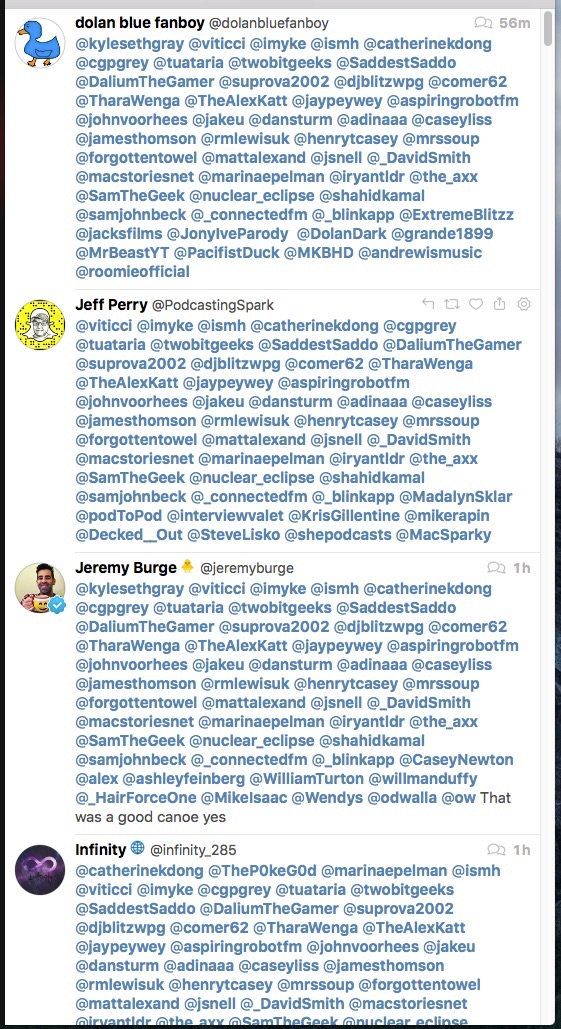 dolan blue fanboy @dolanbluefanboy 56m
@kylesethgray @viticci @imyke @ismh @catherinekdong
@cgpgrey @tuataria @twobitgeeks @SaddestSaddo
@DaliumTheGamer @suprova2002 @djblitzwpg @comer62
@TharaWenga @TheAlexKatt @jaypeywey @aspiringrobotfm
@johnvoorhees @jakeu @dansturm @adinaaa @caseyliss
@jamesthomson @rmlewisuk @henrytcasey @mrssoup
@forgottentowel @mattalexand @jsnell @_DavidSmith
@macstoriesnet @marinaepelman @iryantldr @the_axx
@SamTheGeek @nuclear_eclipse @shahidkamal
@samjohnbeck @_connectedfm @_blinkapp @ExtremeBlitzz
@jacksfilms @JonyIveParody @DolanDark @grande1899
@MrBeastYT @PacifistDuck @MKBHD @andrewismusic
@roomieofficial
Jeff Perry @PodcastingSpark
@viticci @imyke @ismh @catherinekdong @cgpgrey
@tuataria @twobitgeeks @SaddestSaddo @DaliumTheGamer
@suprova2002 @djblitzwpg @comer62 @TharaWenga
@TheAlexKatt @jaypeywey @aspiringrobotfm
@johnvoorhees @jakeu @dansturm @adinaaa @caseyliss
@jamesthomson @rmlewisuk @henrytcasey @mrssoup
@forgottentowel @mattalexand @jsnell @_DavidSmith
@macstoriesnet @marinaepelman @iryantldr @the_axx
@SamTheGeek @nuclear_eclipse @shahidkamal
@samjohnbeck @_connectedfm @_blinkapp @MadalynSklar
@podToPod @interviewvalet @KrisGillentine @mikerapin
@Decked__Out @SteveLisko @shepodcasts @MacSparky
Jeremy Burge @jeremyburge 1h
@kylesethgray @viticci @imyke @ismh @catherinekdong
@cgpgrey @tuataria @twobitgeeks @SaddestSaddo
@DaliumTheGamer @suprova2002 @djblitzwpg @comer62
@TharaWenga @TheAlexKatt @jaypeywey @aspiringrobotfm
@johnvoorhees @jakeu @dansturm @adinaaa @caseyliss
@jamesthomson @rmlewisuk @henrytcasey @mrssoup
@forgottentowel @mattalexand @jsnell @_DavidSmith
@macstoriesnet @marinaepelman @iryantldr @the_axx
@SamTheGeek @nuclear_eclipse @shahidkamal
@samjohnbeck @_connectedfm @_blinkapp @CaseyNewton
@alex @ashleyfeinberg @WilliamTurton @willmanduffy
@_HairForceOne @MikeIsaac @Wendys @odwalla @ow That
was a good canoe yes
Infinity @infinity_285 1h
@catherinekdong @TheP0keG0d @marinaepelman @ismh
@viticci @imyke @cgpgrey @tuataria @twobitgeeks
@SaddestSaddo @DaliumTheGamer @suprova2002
@djblitzwpg @comer62 @TharaWenga @TheAlexKatt
@jaypeywey @aspiringrobotfm @johnvoorhees @jakeu
@dansturm @adinaaa @caseyliss @jamesthomson
@rmlewisuk @henrytcasey @mrssoup @forgottentowel
@mattalexand @jsnell @_DavidSmith @macstoriesnet
@iryantldr @the_axx @SamTheGeek @nuclear_eclipse